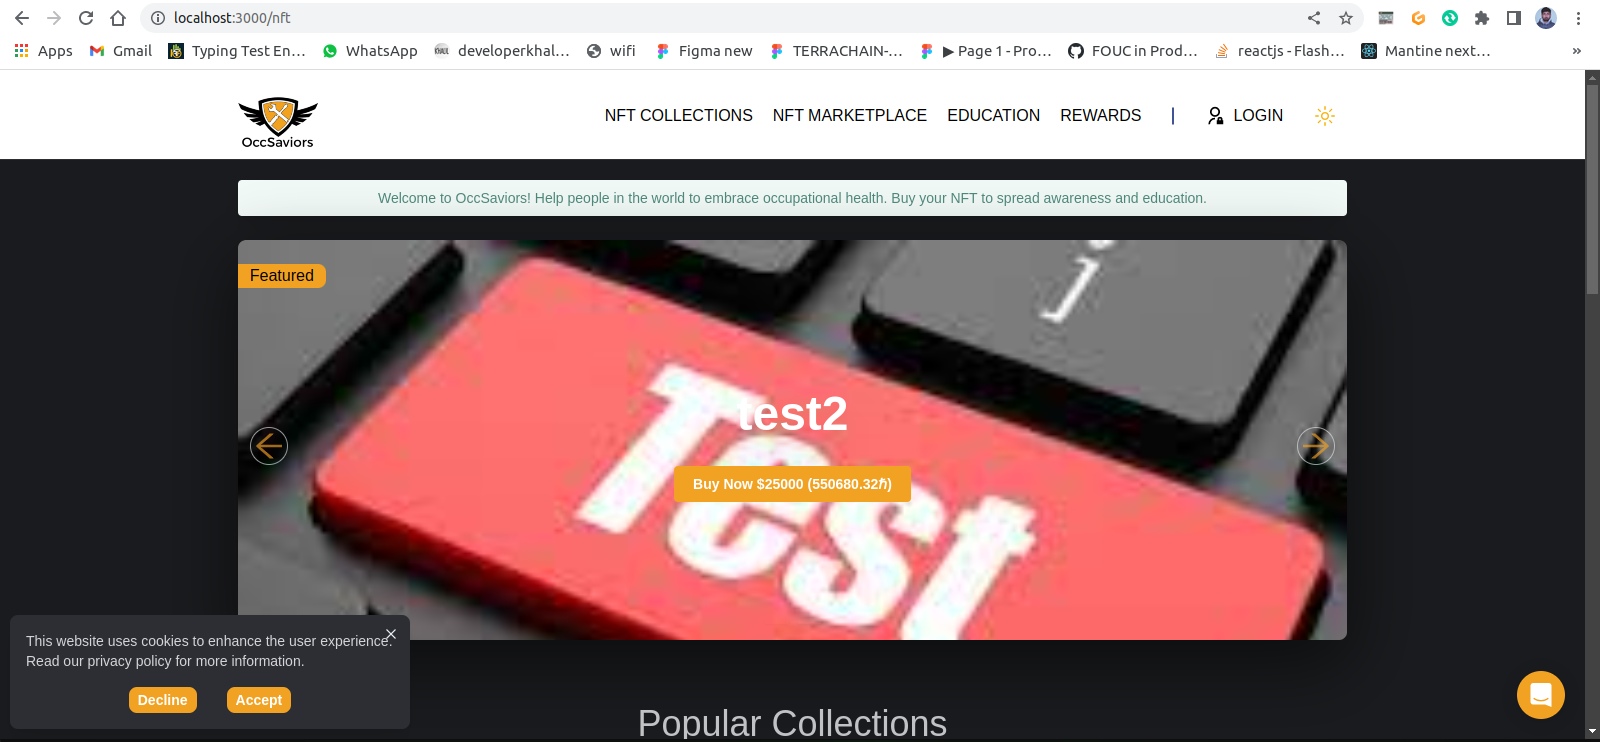 localhost:3000/nft
Apps
Gmail
Typing Test En...
WhatsApp
developerkhal...
wifi
Figma new
TERRACHAIN-...
▶ Page 1 - Pro...
FOUC in Prod...
reactjs - Flash...
Mantine next...
»
OccSaviors
NFT COLLECTIONS
NFT MARKETPLACE
EDUCATION
REWARDS
|
LOGIN
Welcome to OccSaviors! Help people in the world to embrace occupational health. Buy your NFT to spread awareness and education.
Featured
j
Test
test2
Buy Now $25000 (550680.32ℏ)
This website uses cookies to enhance the user experience.
Read our privacy policy for more information.
Decline
Accept
Popular Collections